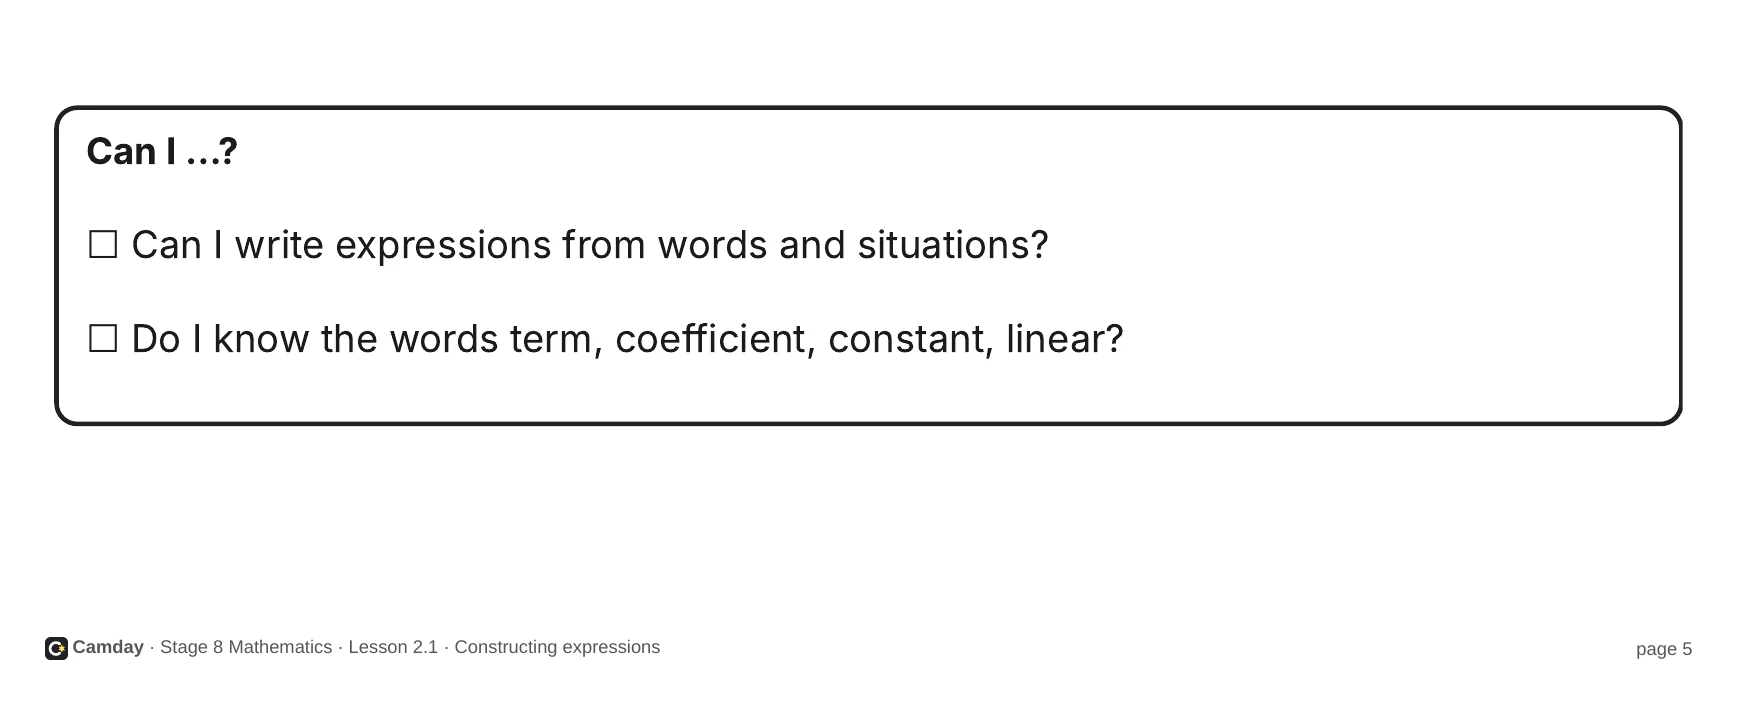 Can I …?
☐ Can I write expressions from words and situations?
☐ Do I know the words term, coefficient, constant, linear?
Camday · Stage 8 Mathematics · Lesson 2.1 · Constructing expressions
page 5